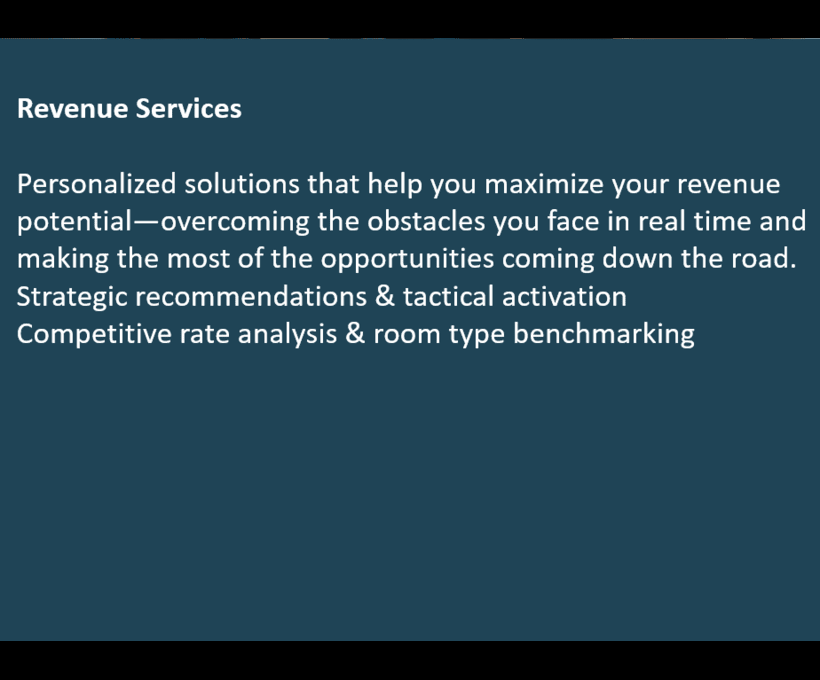 Revenue Services
Personalized solutions that help you maximize your revenue
potential—overcoming the obstacles you face in real time and
making the most of the opportunities coming down the road.
Strategic recommendations & tactical activation
Competitive rate analysis & room type benchmarking